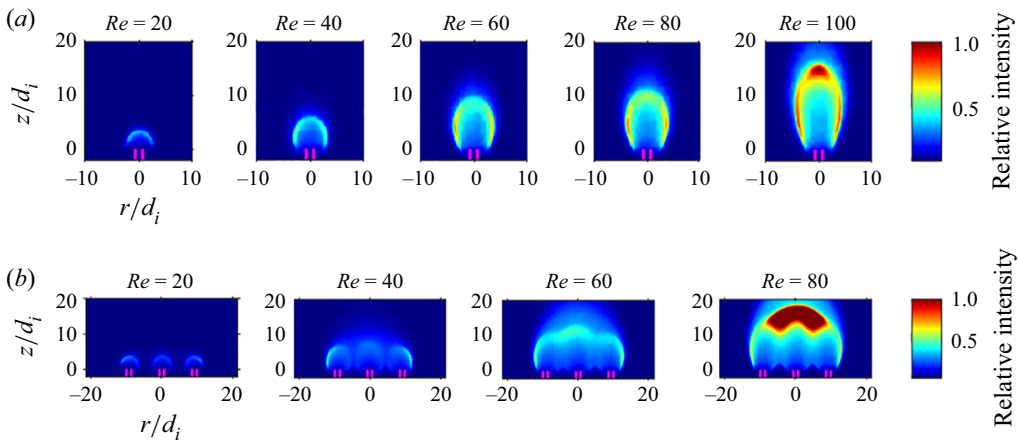 (a)
Re = 20 Re = 40 Re = 60 Re = 80 Re = 100
20
10
0
z/d_i
–10 0 10 –10 0 10 –10 0 10 –10 0 10 –10 0 10
r/d_i
1.0
0.5
Relative intensity
(b)
Re = 20 Re = 40 Re = 60 Re = 80
20
10
0
z/d_i
–20 0 20 –20 0 20 –20 0 20 –20 0 20
r/d_i
1.0
0.5
Relative intensity